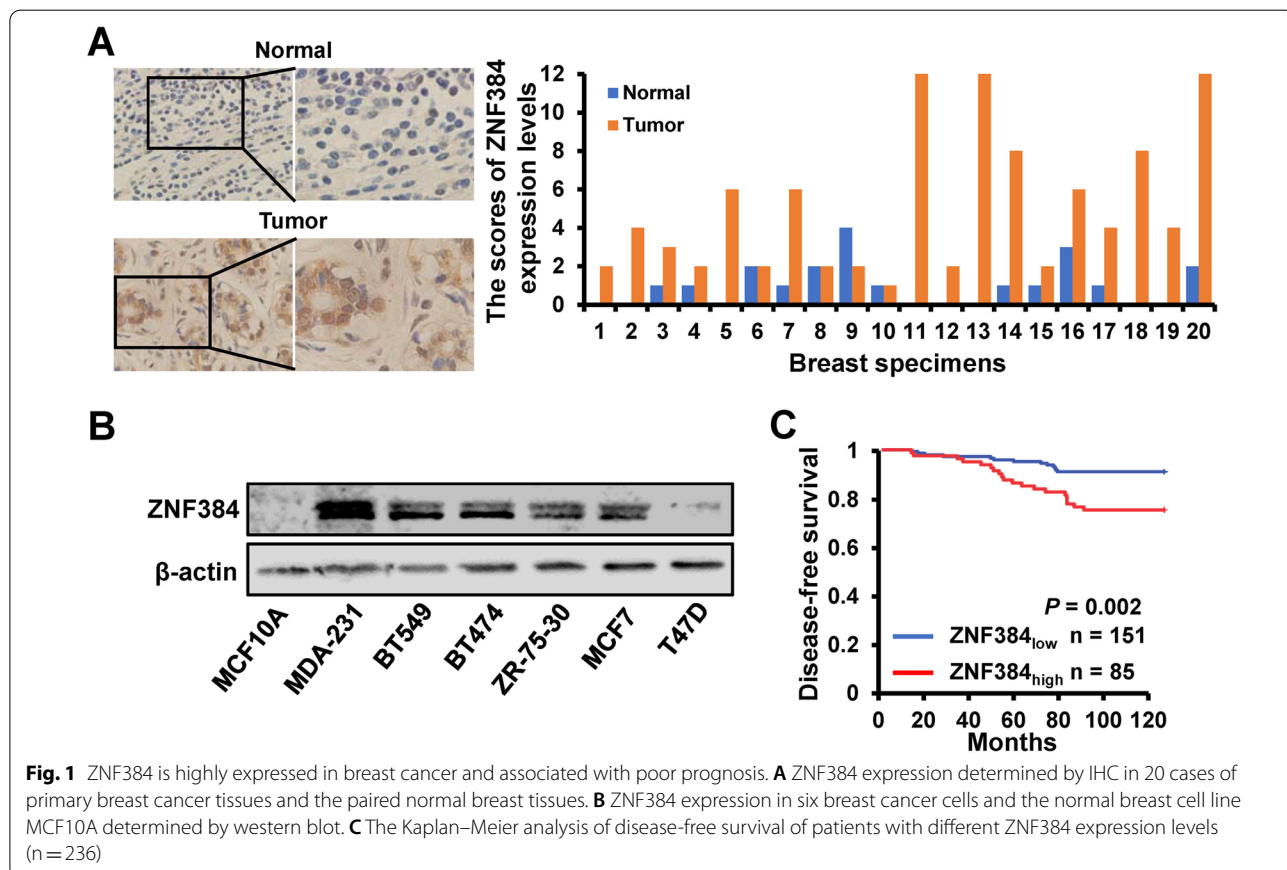 A
Normal
Tumor
The scores of ZNF384
expression levels
12
10
8
6
4
2
0
Normal
Tumor
1 2 3 4 5 6 7 8 9 10 11 12 13 14 15 16 17 18 19 20
Breast specimens
B
ZNF384
β-actin
MCF10A
MDA-231
BT549
BT474
ZR-75-30
MCF7
T47D
C
Disease-free survival
1
0.8
0.6
0.4
0.2
0
P = 0.002
ZNF384low n = 151
ZNF384high n = 85
0 20 40 60 80 100 120
Months
Fig. 1 ZNF384 is highly expressed in breast cancer and associated with poor prognosis. A ZNF384 expression determined by IHC in 20 cases of
primary breast cancer tissues and the paired normal breast tissues. B ZNF384 expression in six breast cancer cells and the normal breast cell line
MCF10A determined by western blot. C The Kaplan–Meier analysis of disease-free survival of patients with different ZNF384 expression levels
(n = 236)